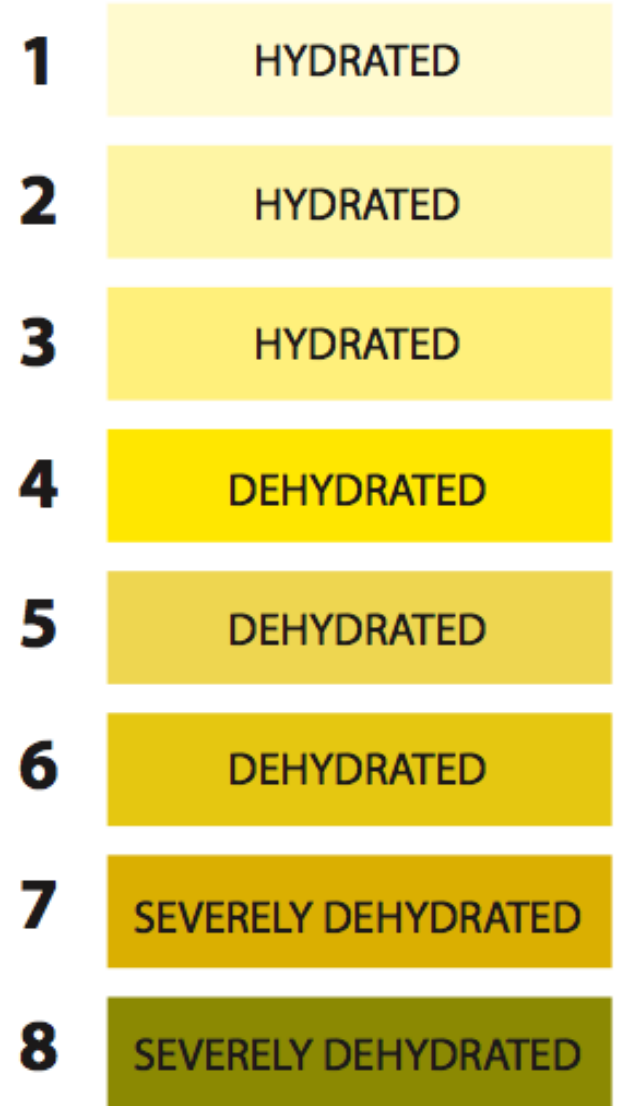 1 HYDRATED
2 HYDRATED
3 HYDRATED
4 DEHYDRATED
5 DEHYDRATED
6 DEHYDRATED
7 SEVERELY DEHYDRATED
8 SEVERELY DEHYDRATED